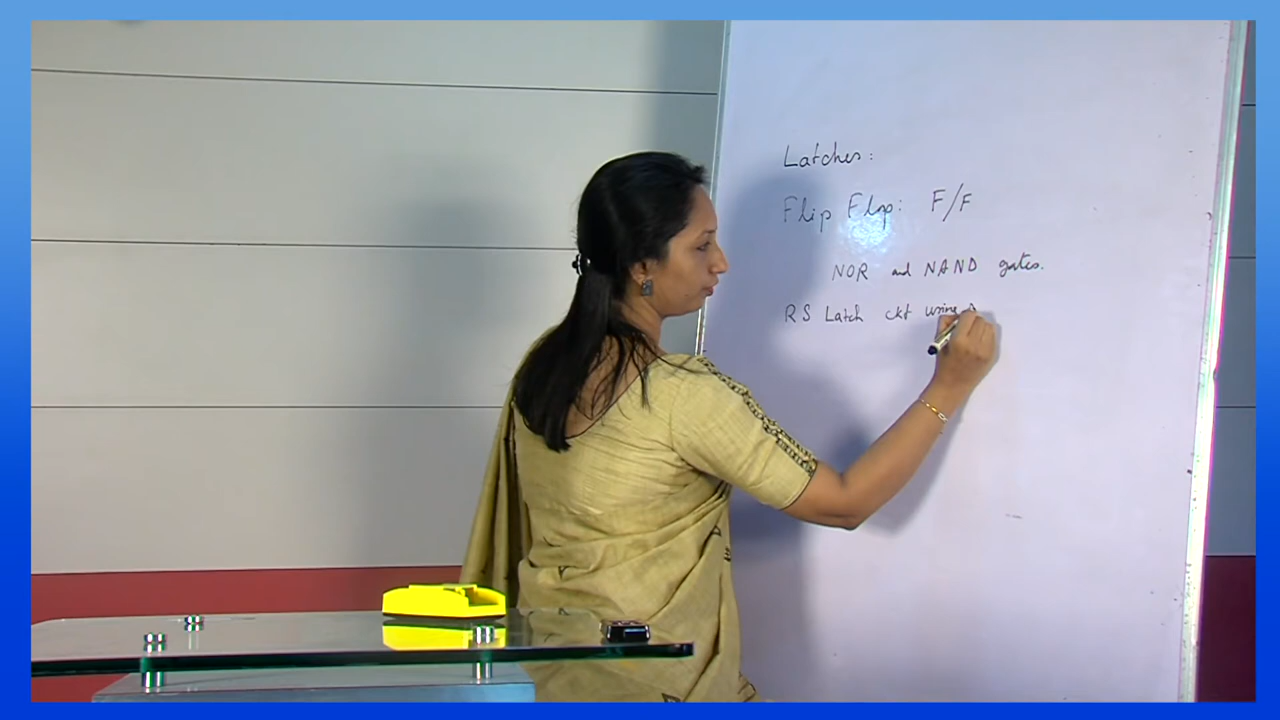 Latches:
Flip Flop: F/F
NOR and NAND gates.
RS Latch ckt using